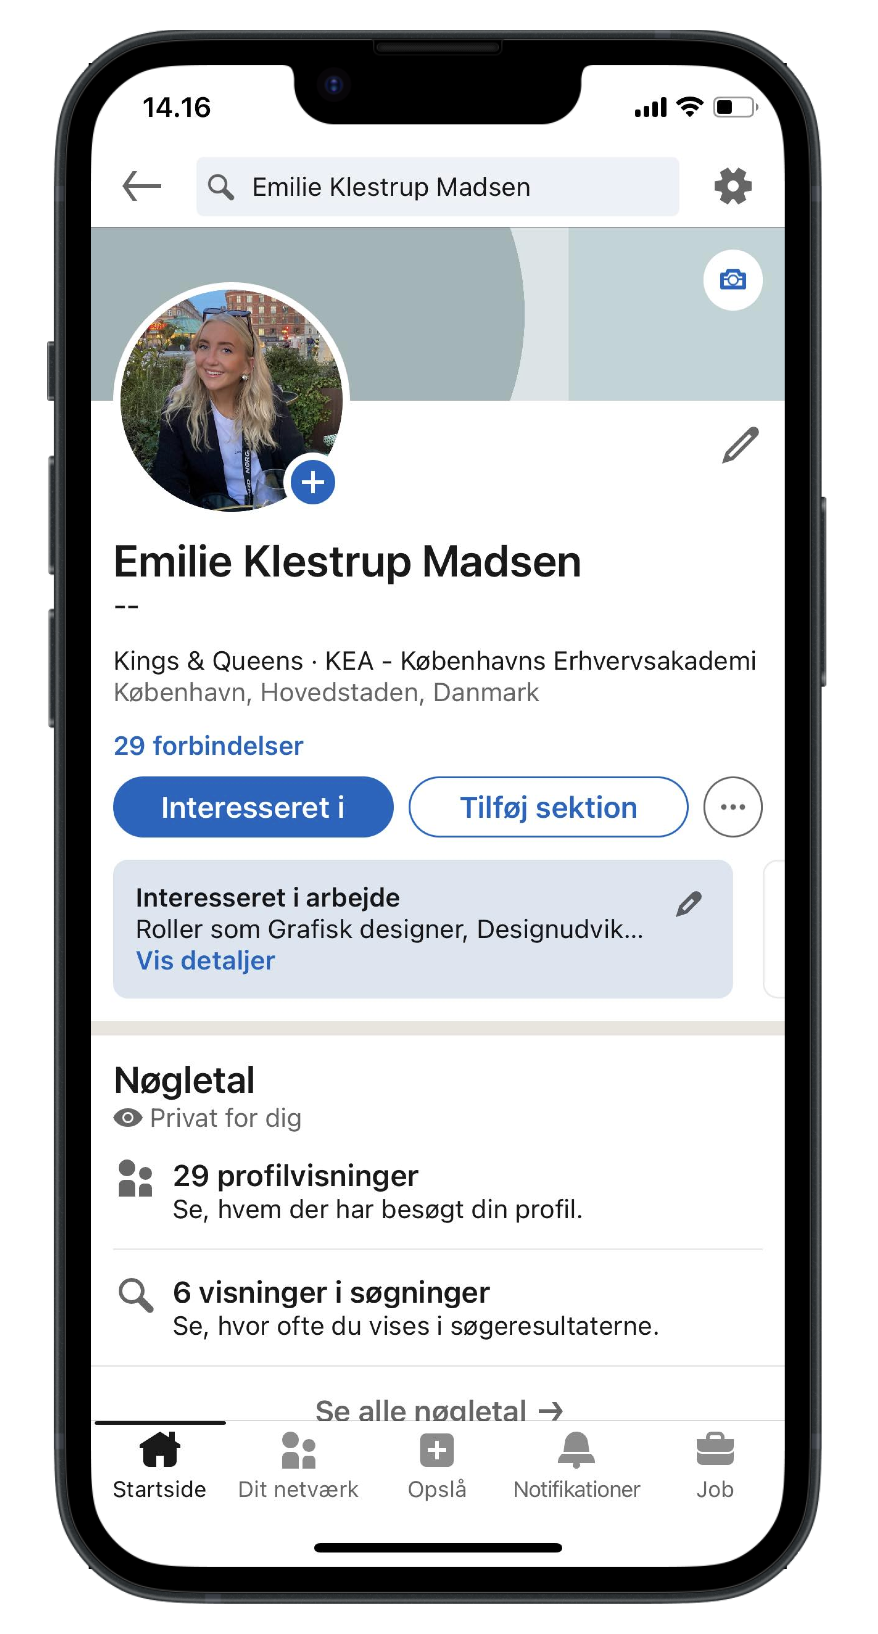 14.16
Emilie Klestrup Madsen
NORG
Emilie Klestrup Madsen
--
Kings & Queens · KEA - Københavns Erhvervsakademi
København, Hovedstaden, Danmark
29 forbindelser
Interesseret i
Tilføj sektion
Interesseret i arbejde
Roller som Grafisk designer, Designudvik...
Vis detaljer
Nøgletal
Privat for dig
29 profilvisninger
Se, hvem der har besøgt din profil.
6 visninger i søgninger
Se, hvor ofte du vises i søgeresultaterne.
Se alle nøgletal →
Startside
Dit netværk
Opslå
Notifikationer
Job